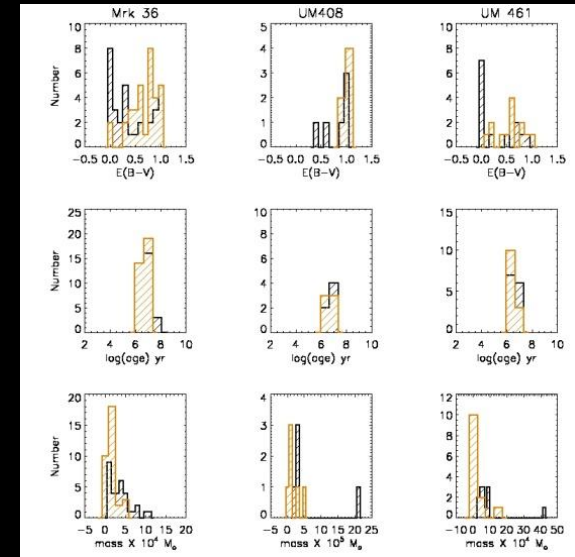 Mrk 36 UM408 UM 461
10 5 10
8 4 8
6 3 6
4 2 4
2 1 2
0 0 0
Number
-0.5 0.0 0.5 1.0 1.5 -0.5 0.0 0.5 1.0 1.5 -0.5 0.0 0.5 1.0 1.5
E(B-V) E(B-V) E(B-V)
25 10 15
20 8
15 6 10
10 4 5
5 2
0 0 0
Number
2 4 6 8 10 2 4 6 8 10 2 4 6 8 10
log(age) yr log(age) yr log(age) yr
20 4 12
15 3 10
10 2 8
5 1 6
0 0 4
2
0
Number
-5 0 5 10 15 20 -5 0 5 10 15 20 25 -10 0 10 20 30 40 50
mass X 10⁴ M☉ mass X 10⁵ M☉ mass X 10⁴ M☉